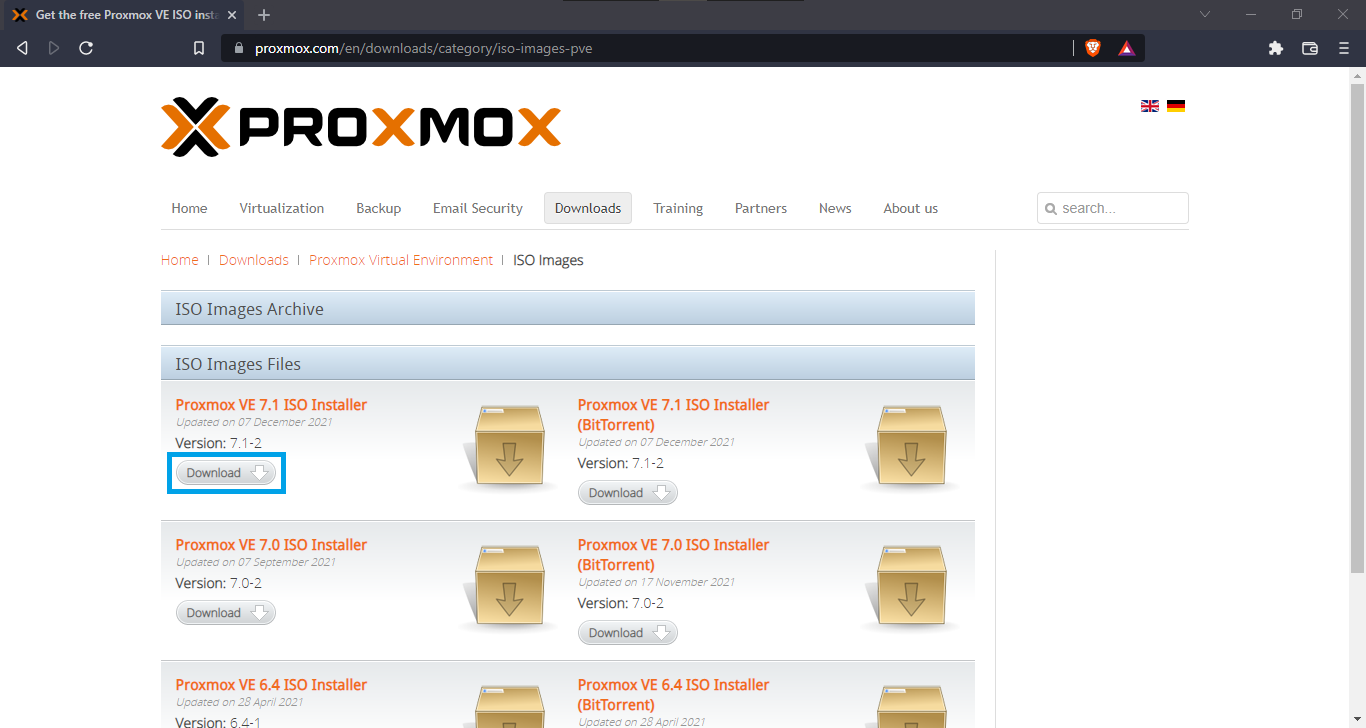 Get the free Proxmox VE ISO insta
proxmox.com/en/downloads/category/iso-images-pve
PROXMOX
Home Virtualization Backup Email Security Downloads Training Partners News About us search...
Home | Downloads | Proxmox Virtual Environment | ISO Images
ISO Images Archive
ISO Images Files
Proxmox VE 7.1 ISO Installer
Updated on 07 December 2021
Version: 7.1-2
Download
Proxmox VE 7.1 ISO Installer
(BitTorrent)
Updated on 07 December 2021
Version: 7.1-2
Download
Proxmox VE 7.0 ISO Installer
Updated on 07 September 2021
Version: 7.0-2
Download
Proxmox VE 7.0 ISO Installer
(BitTorrent)
Updated on 17 November 2021
Version: 7.0-2
Download
Proxmox VE 6.4 ISO Installer
Updated on 28 April 2021
Version: 6.4-1
Proxmox VE 6.4 ISO Installer
(BitTorrent)
Updated on 28 April 2021